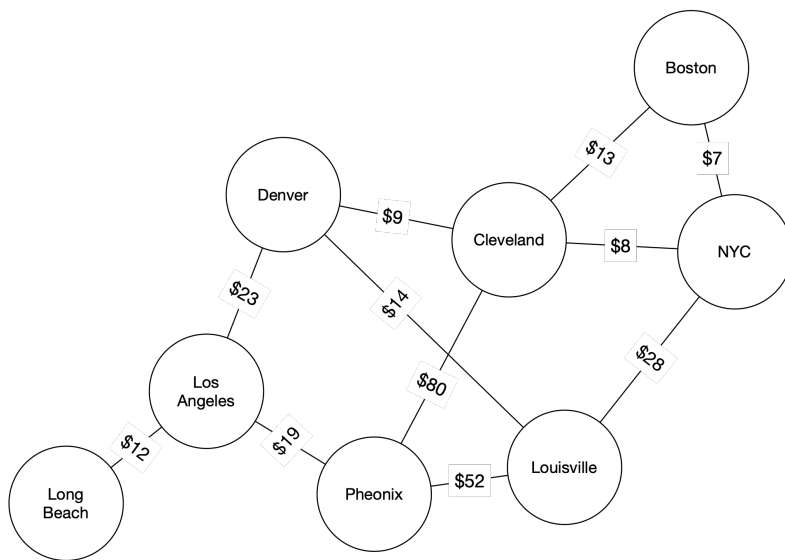 Boston
$13
$7
Denver
$9
Cleveland
$8
NYC
$23
$14
$28
Los
Angeles
$80
$12
$19
Long
Beach
Pheonix
$52
Louisville